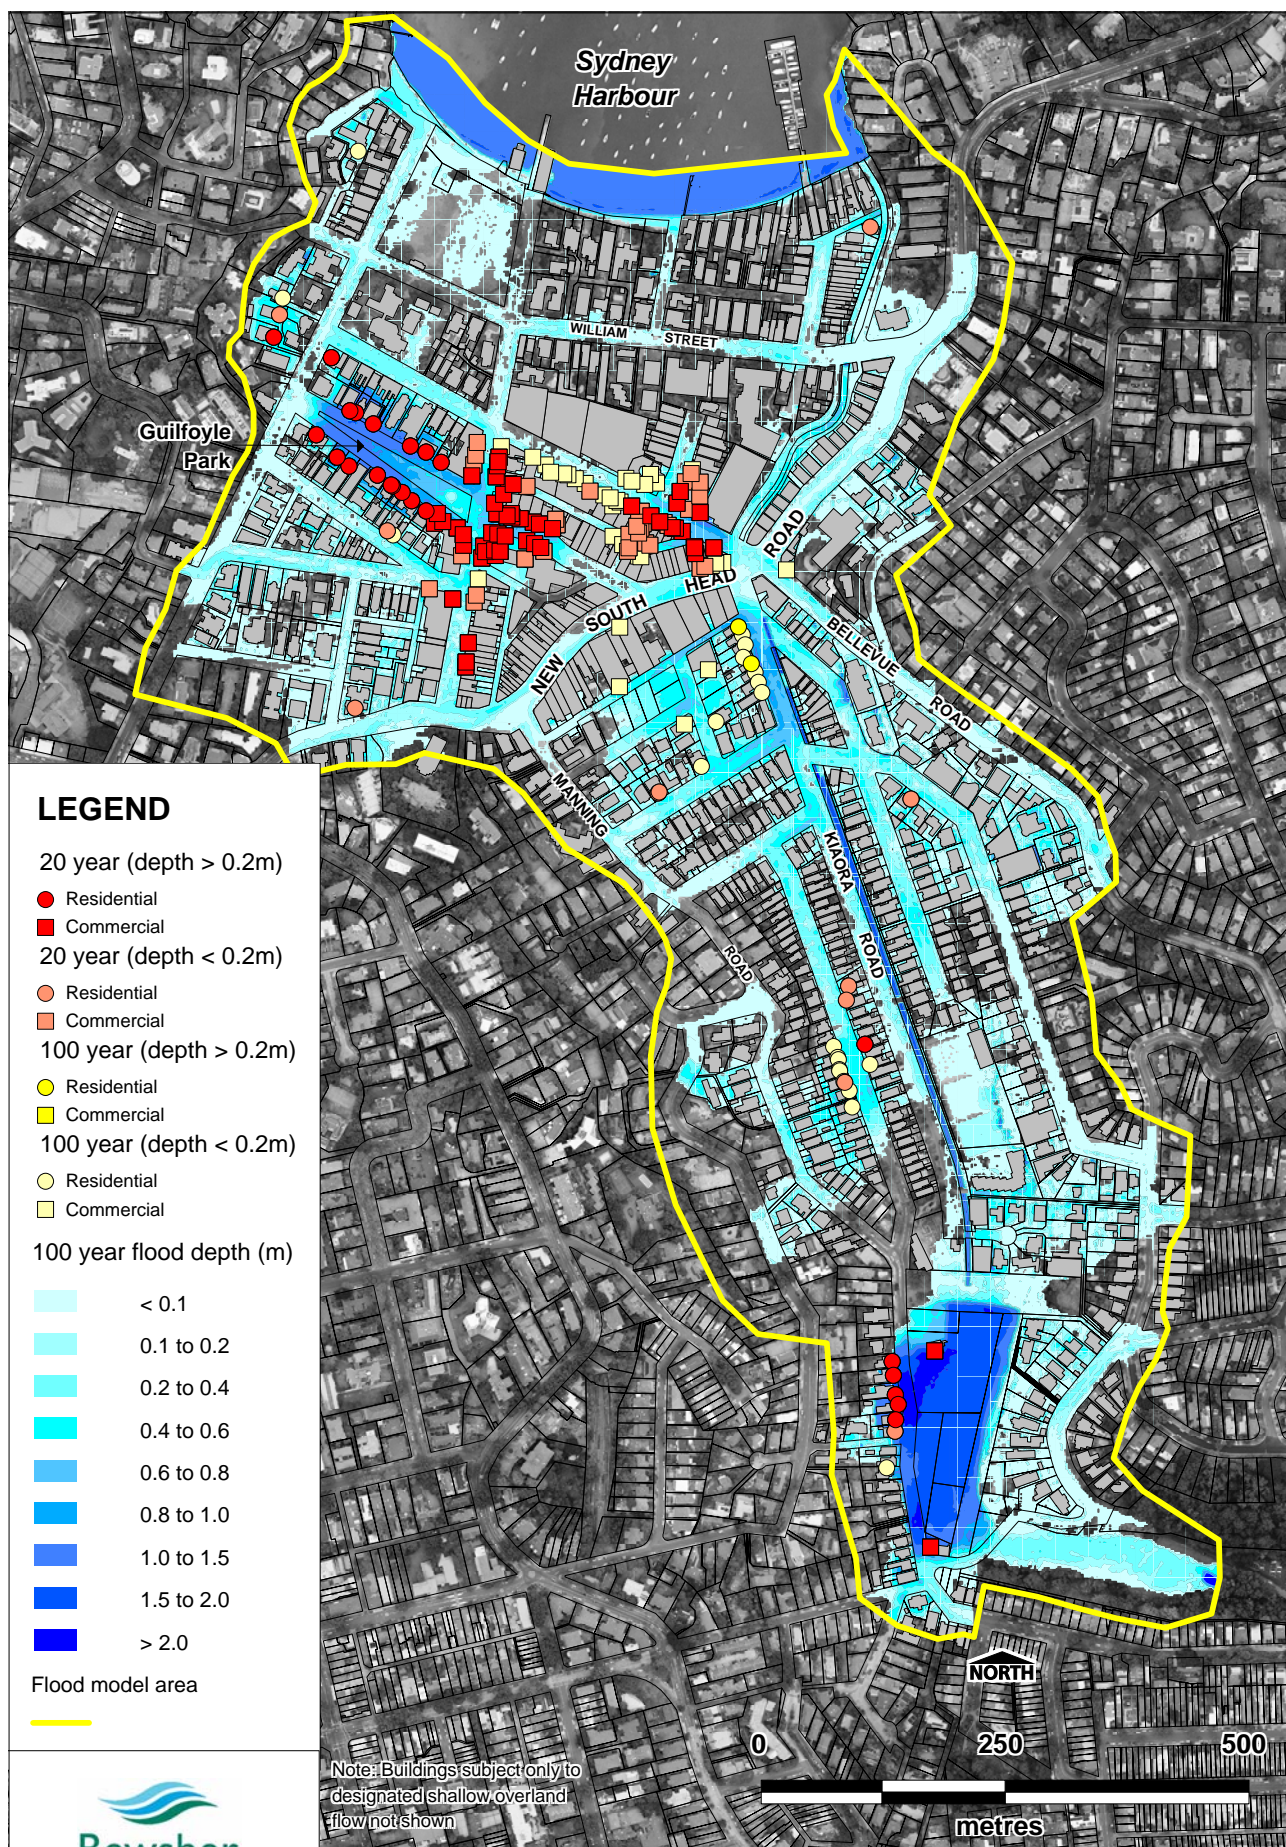 Sydney
Harbour
WILLIAM STREET
Guilfoyle
Park
NEW SOUTH HEAD ROAD
BELLEVUE ROAD
MANNING ROAD
KIAORA ROAD
LEGEND
20 year (depth > 0.2m)
Residential
Commercial
20 year (depth < 0.2m)
Residential
Commercial
100 year (depth > 0.2m)
Residential
Commercial
100 year (depth < 0.2m)
Residential
Commercial
100 year flood depth (m)
< 0.1
0.1 to 0.2
0.2 to 0.4
0.4 to 0.6
0.6 to 0.8
0.8 to 1.0
1.0 to 1.5
1.5 to 2.0
> 2.0
Flood model area
NORTH
0 250 500
metres
Note: Buildings subject only to
designated shallow overland
flow not shown